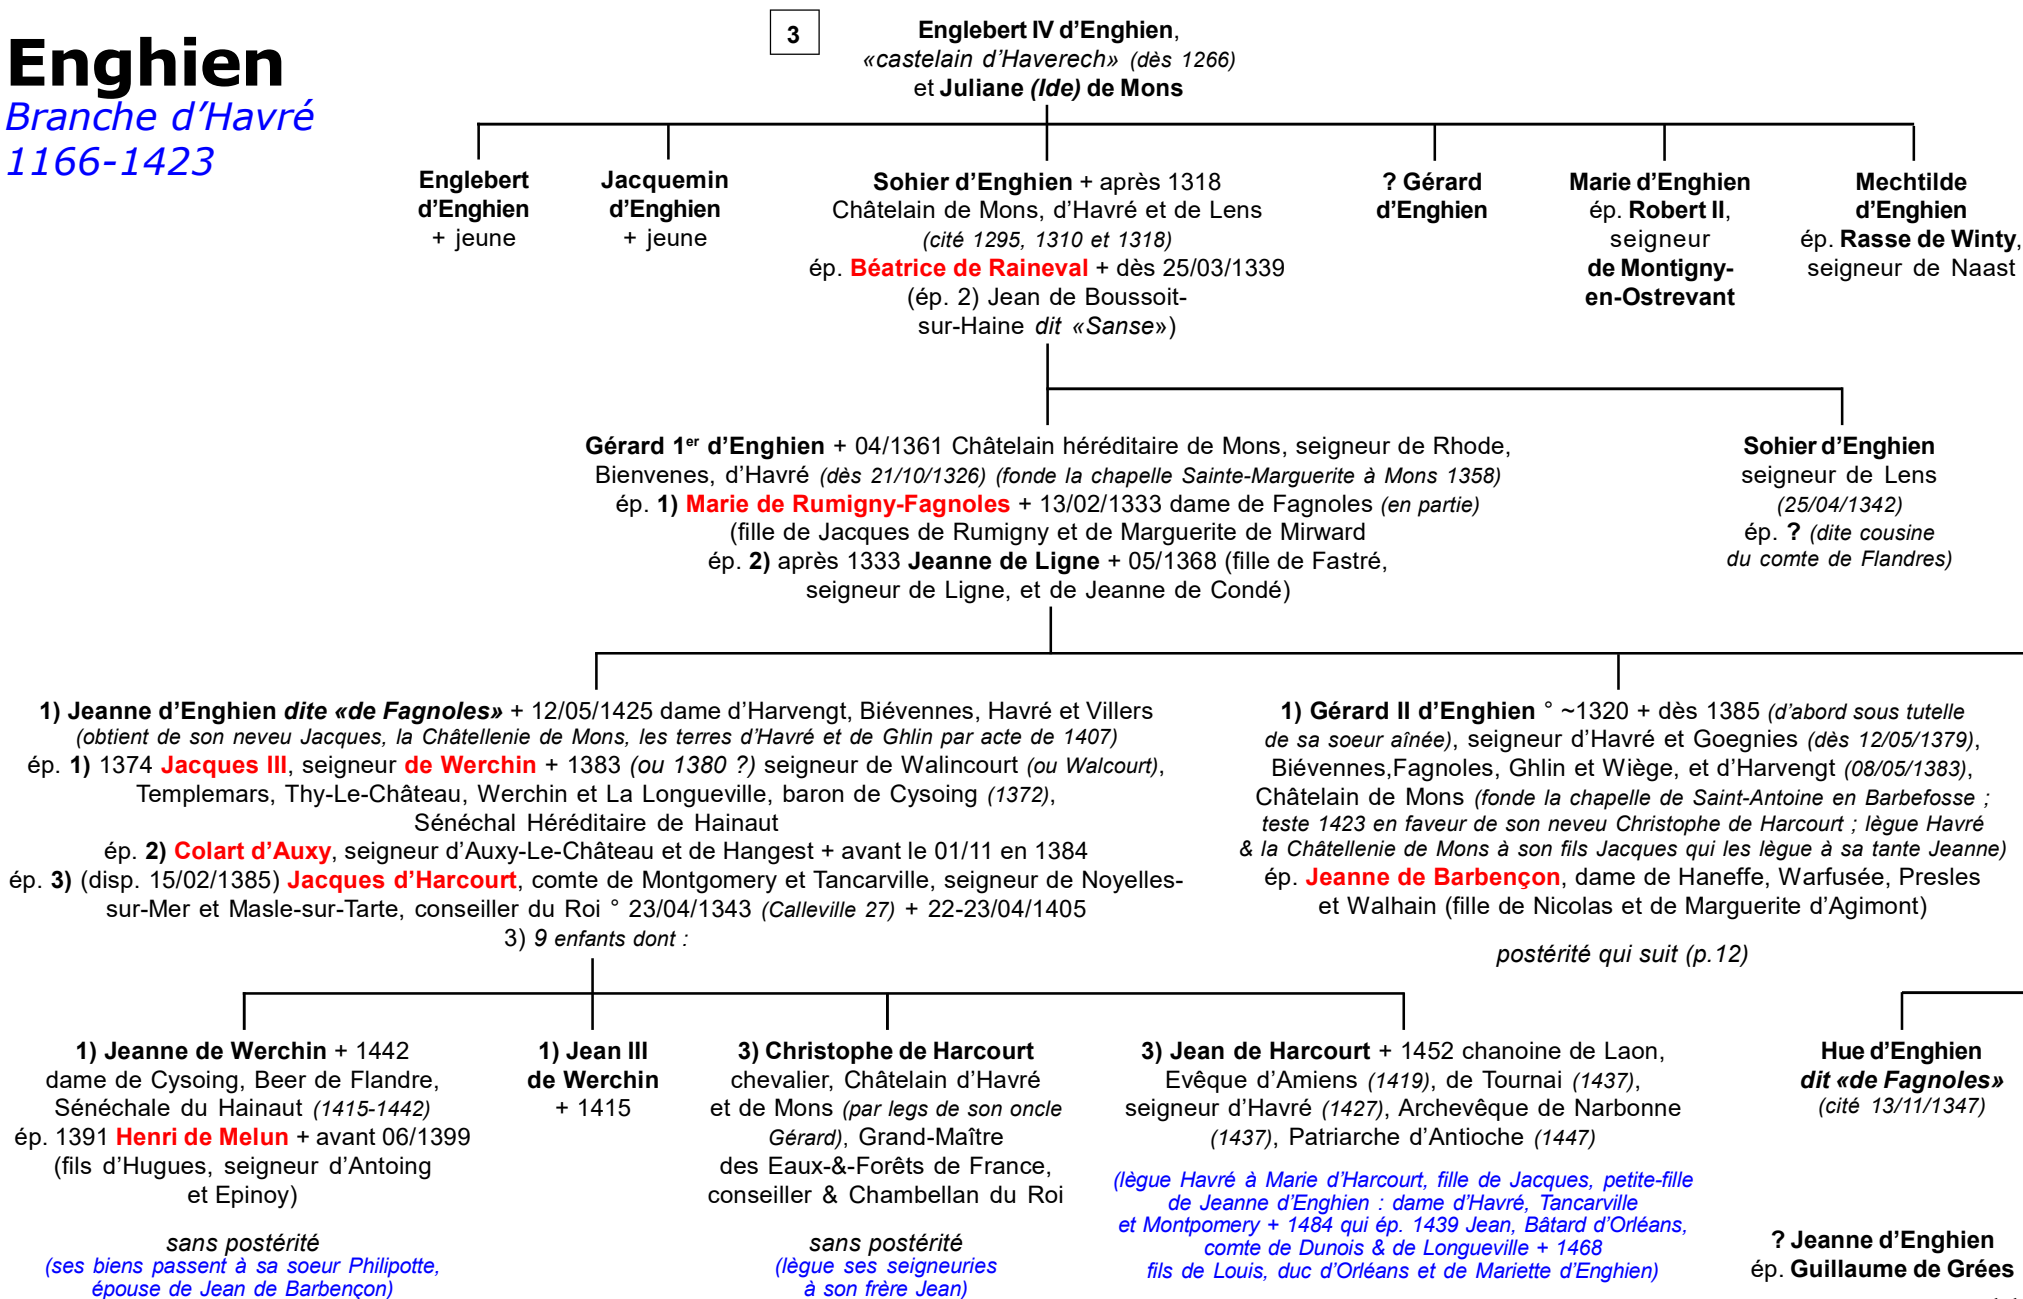 Enghien
Branche d’Havré
1166-1423
3
Englebert IV d’Enghien,
«castelain d’Haverech» (dès 1266)
et Juliane (Ide) de Mons
Englebert
d’Enghien
+ jeune
Jacquemin
d’Enghien
+ jeune
Sohier d’Enghien + après 1318
Châtelain de Mons, d’Havré et de Lens
(cité 1295, 1310 et 1318)
ép. Béatrice de Raineval + dès 25/03/1339
(ép. 2) Jean de Boussoit-
sur-Haine dit «Sanse»)
? Gérard
d’Enghien
Marie d’Enghien
ép. Robert II,
seigneur
de Montigny-
en-Ostrevant
Mechtilde
d’Enghien
ép. Rasse de Winty,
seigneur de Naast
Gérard 1er d’Enghien + 04/1361 Châtelain héréditaire de Mons, seigneur de Rhode,
Bienvenes, d’Havré (dès 21/10/1326) (fonde la chapelle Sainte-Marguerite à Mons 1358)
ép. 1) Marie de Rumigny-Fagnoles + 13/02/1333 dame de Fagnoles (en partie)
(fille de Jacques de Rumigny et de Marguerite de Mirward
ép. 2) après 1333 Jeanne de Ligne + 05/1368 (fille de Fastré,
seigneur de Ligne, et de Jeanne de Condé)
Sohier d’Enghien
seigneur de Lens
(25/04/1342)
ép. ? (dite cousine
du comte de Flandres)
1) Jeanne d’Enghien dite «de Fagnoles» + 12/05/1425 dame d’Harvengt, Biévennes, Havré et Villers
(obtient de son neveu Jacques, la Châtellenie de Mons, les terres d’Havré et de Ghlin par acte de 1407)
ép. 1) 1374 Jacques III, seigneur de Werchin + 1383 (ou 1380 ?) seigneur de Walincourt (ou Walcourt),
Templemars, Thy-Le-Château, Werchin et La Longueville, baron de Cysoing (1372),
Sénéchal Héréditaire de Hainaut
ép. 2) Colart d’Auxy, seigneur d’Auxy-Le-Château et de Hangest + avant le 01/11 en 1384
ép. 3) (disp. 15/02/1385) Jacques d’Harcourt, comte de Montgomery et Tancarville, seigneur de Noyelles-
sur-Mer et Masle-sur-Tarte, conseiller du Roi ° 23/04/1343 (Calleville 27) + 22-23/04/1405
3) 9 enfants dont :
1) Gérard II d’Enghien ° ~1320 + dès 1385 (d’abord sous tutelle
de sa soeur aînée), seigneur d’Havré et Goegnies (dès 12/05/1379),
Biévennes,Fagnoles, Ghlin et Wiège, et d’Harvengt (08/05/1383),
Châtelain de Mons (fonde la chapelle de Saint-Antoine en Barbefosse ;
teste 1423 en faveur de son neveu Christophe de Harcourt ; lègue Havré
& la Châtellenie de Mons à son fils Jacques qui les lègue à sa tante Jeanne)
ép. Jeanne de Barbençon, dame de Haneffe, Warfusée, Presles
et Walhain (fille de Nicolas et de Marguerite d’Agimont)
postérité qui suit (p.12)
1) Jeanne de Werchin + 1442
dame de Cysoing, Beer de Flandre,
Sénéchale du Hainaut (1415-1442)
ép. 1391 Henri de Melun + avant 06/1399
(fils d’Hugues, seigneur d’Antoing
et Epinoy)
sans postérité
(ses biens passent à sa soeur Philipotte,
épouse de Jean de Barbençon)
1) Jean III
de Werchin
+ 1415
3) Christophe de Harcourt
chevalier, Châtelain d’Havré
et de Mons (par legs de son oncle
Gérard), Grand-Maître
des Eaux-&-Forêts de France,
conseiller & Chambellan du Roi
sans postérité
(lègue ses seigneuries
à son frère Jean)
3) Jean de Harcourt + 1452 chanoine de Laon,
Evêque d’Amiens (1419), de Tournai (1437),
seigneur d’Havré (1427), Archevêque de Narbonne
(1437), Patriarche d’Antioche (1447)
(lègue Havré à Marie d’Harcourt, fille de Jacques, petite-fille
de Jeanne d’Enghien : dame d’Havré, Tancarville
et Montpomery + 1484 qui ép. 1439 Jean, Bâtard d’Orléans,
comte de Dunois & de Longueville + 1468
fils de Louis, duc d’Orléans et de Mariette d’Enghien)
Hue d’Enghien
dit «de Fagnoles»
(cité 13/11/1347)
? Jeanne d’Enghien
ép. Guillaume de Grées